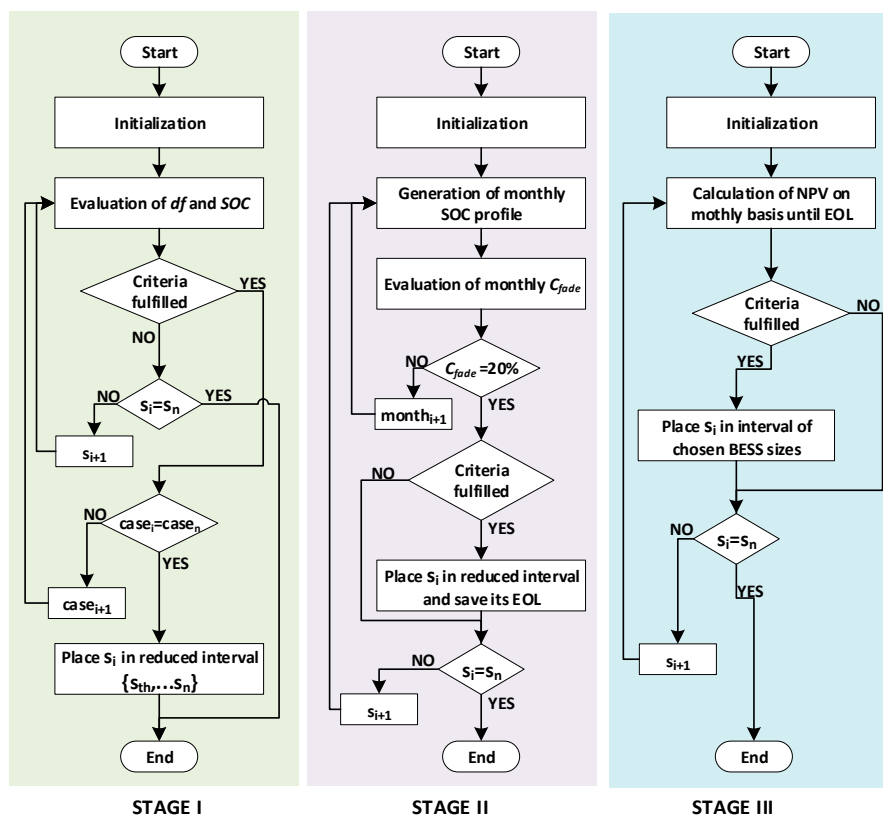 Start
Initialization
Evaluation of df and SOC
Criteria
fulfilled
YES
NO
sᵢ=sₙ
NO
YES
sᵢ₊₁
caseᵢ=caseₙ
NO
YES
caseᵢ₊₁
Place sᵢ in reduced interval
{sₜₕ,…sₙ}
End
STAGE I
Start
Initialization
Generation of monthly
SOC profile
Evaluation of monthly C_fade
C_fade =20%
NO
YES
monthᵢ₊₁
Criteria
fulfilled
NO
YES
Place sᵢ in reduced interval
and save its EOL
sᵢ=sₙ
NO
YES
sᵢ₊₁
End
STAGE II
Start
Initialization
Calculation of NPV on
mothly basis until EOL
Criteria
fulfilled
NO
YES
Place sᵢ in interval of
chosen BESS sizes
sᵢ=sₙ
NO
YES
sᵢ₊₁
End
STAGE III